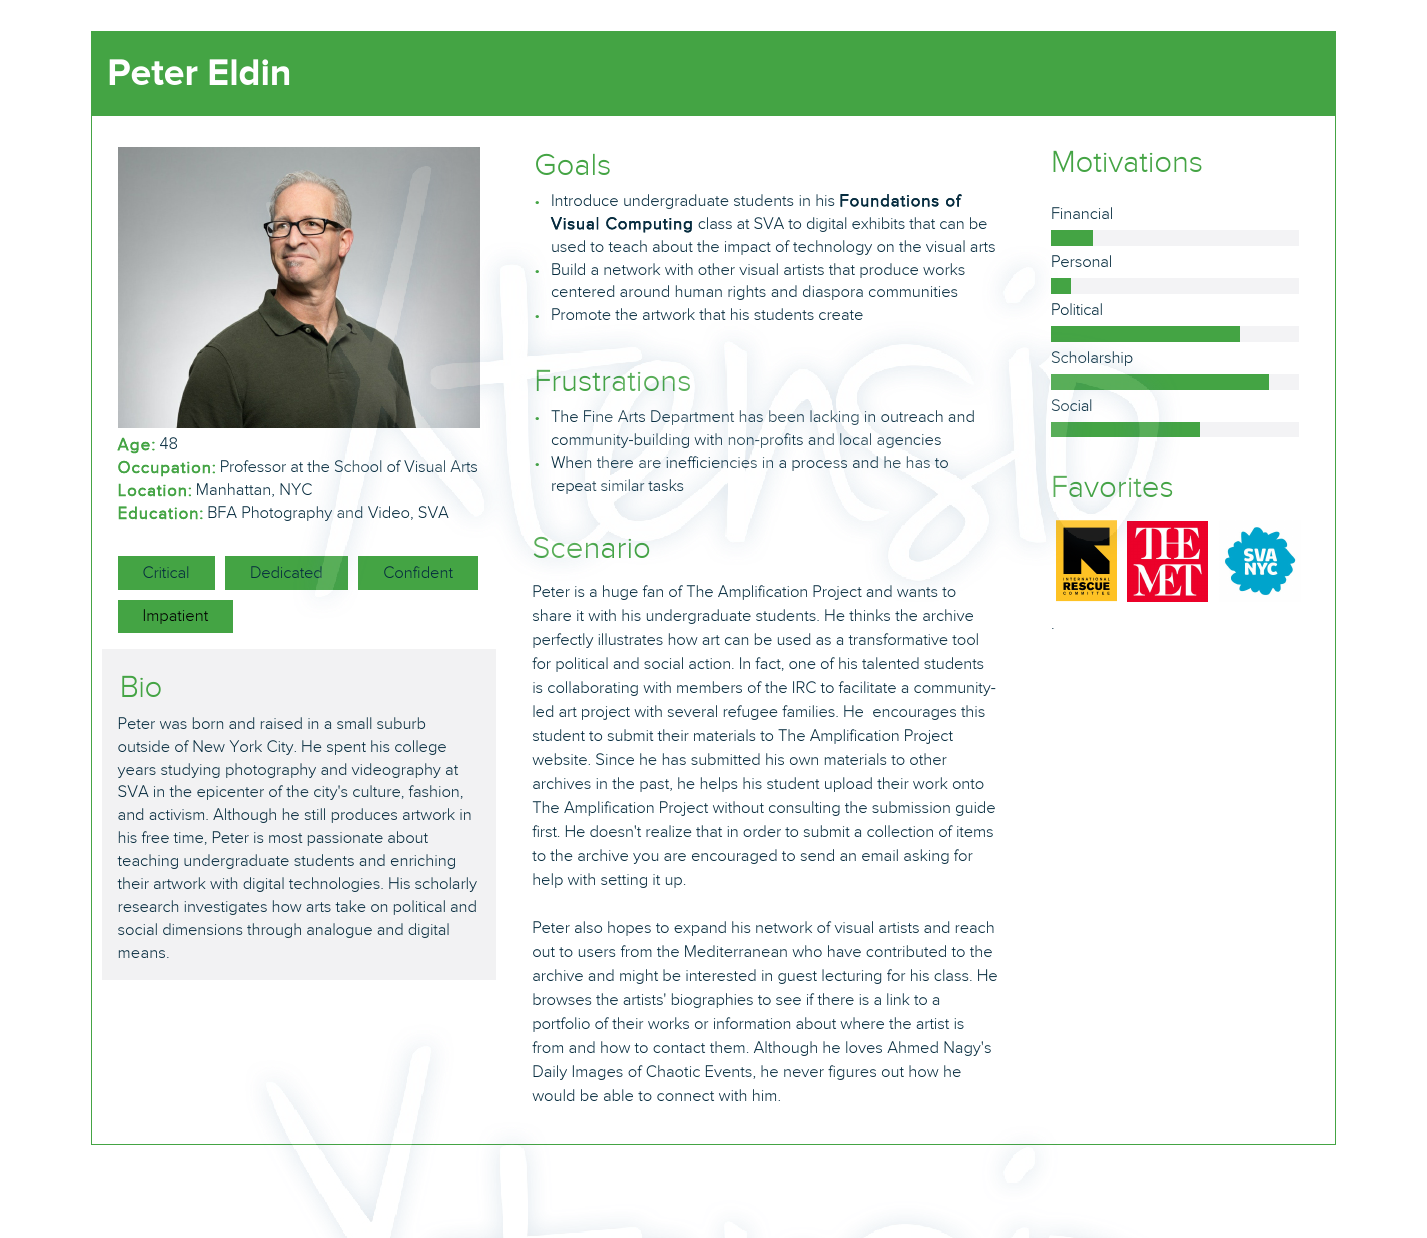 Peter Eldin
Age: 48
Occupation: Professor at the School of Visual Arts
Location: Manhattan, NYC
Education: BFA Photography and Video, SVA
Critical
Dedicated
Confident
Impatient
Bio
Peter was born and raised in a small suburb
outside of New York City. He spent his college
years studying photography and videography at
SVA in the epicenter of the city's culture, fashion,
and activism. Although he still produces artwork in
his free time, Peter is most passionate about
teaching undergraduate students and enriching
their artwork with digital technologies. His scholarly
research investigates how arts take on political and
social dimensions through analogue and digital
means.
Goals
• Introduce undergraduate students in his Foundations of
Visual Computing class at SVA to digital exhibits that can be
used to teach about the impact of technology on the visual arts
• Build a network with other visual artists that produce works
centered around human rights and diaspora communities
• Promote the artwork that his students create
Frustrations
• The Fine Arts Department has been lacking in outreach and
community-building with non-profits and local agencies
• When there are inefficiencies in a process and he has to
repeat similar tasks
Scenario
Peter is a huge fan of The Amplification Project and wants to
share it with his undergraduate students. He thinks the archive
perfectly illustrates how art can be used as a transformative tool
for political and social action. In fact, one of his talented students
is collaborating with members of the IRC to facilitate a community-
led art project with several refugee families. He  encourages this
student to submit their materials to The Amplification Project
website. Since he has submitted his own materials to other
archives in the past, he helps his student upload their work onto
The Amplification Project without consulting the submission guide
first. He doesn't realize that in order to submit a collection of items
to the archive you are encouraged to send an email asking for
help with setting it up.
Peter also hopes to expand his network of visual artists and reach
out to users from the Mediterranean who have contributed to the
archive and might be interested in guest lecturing for his class. He
browses the artists' biographies to see if there is a link to a
portfolio of their works or information about where the artist is
from and how to contact them. Although he loves Ahmed Nagy's
Daily Images of Chaotic Events, he never figures out how he
would be able to connect with him.
Motivations
Financial
Personal
Political
Scholarship
Social
Favorites
INTERNATIONAL
RESCUE
COMMITTEE
THE
MET
SVA
NYC
.